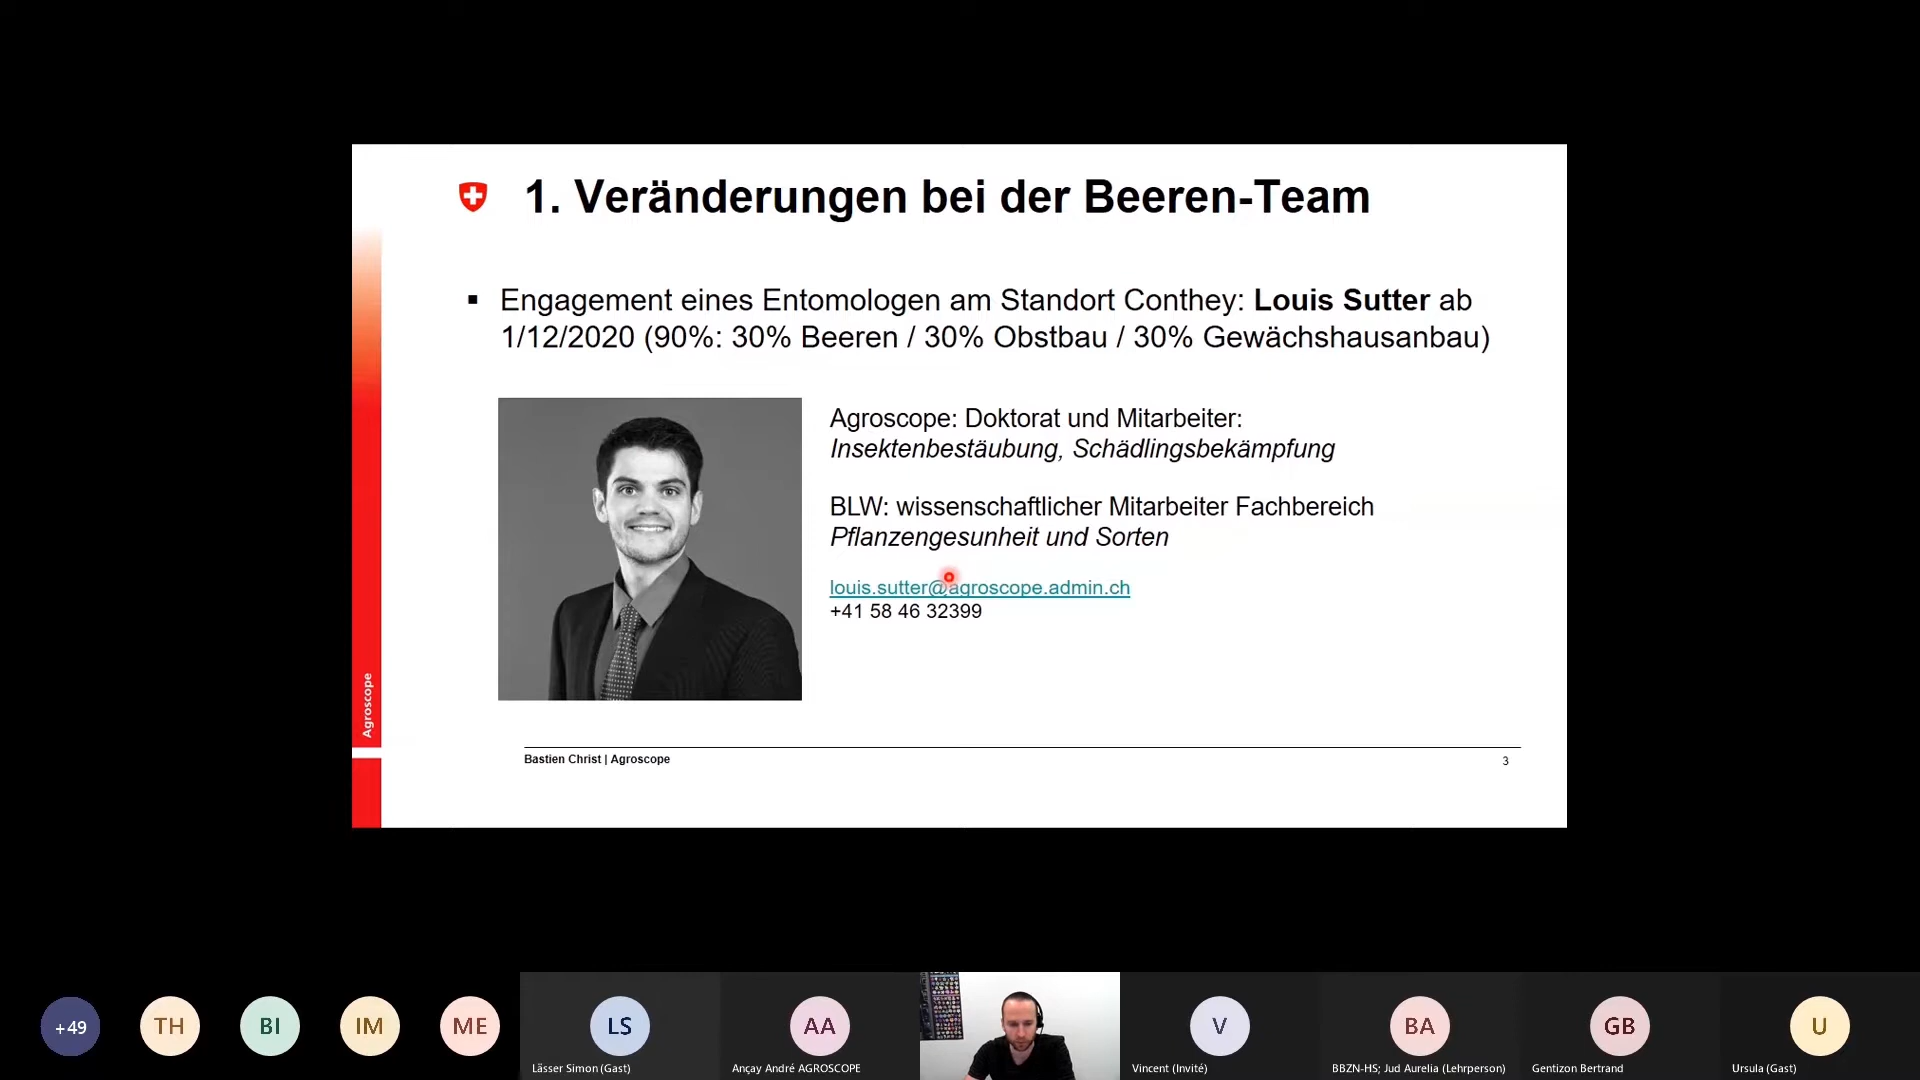 1. Veränderungen bei der Beeren-Team
▪ Engagement eines Entomologen am Standort Conthey: Louis Sutter ab
1/12/2020 (90%: 30% Beeren / 30% Obstbau / 30% Gewächshausanbau)
Agroscope: Doktorat und Mitarbeiter:
Insektenbestäubung, Schädlingsbekämpfung
BLW: wissenschaftlicher Mitarbeiter Fachbereich
Pflanzengesunheit und Sorten
louis.sutter@agroscope.admin.ch
+41 58 46 32399
Agroscope
Bastien Christ | Agroscope
3
+49
TH
BI
IM
ME
LS
Lässer Simon (Gast)
AA
Ançay André AGROSCOPE
V
Vincent (Invité)
BA
BBZN-HS; Jud Aurelia (Lehrperson)
GB
Gentizon Bertrand
U
Ursula (Gast)